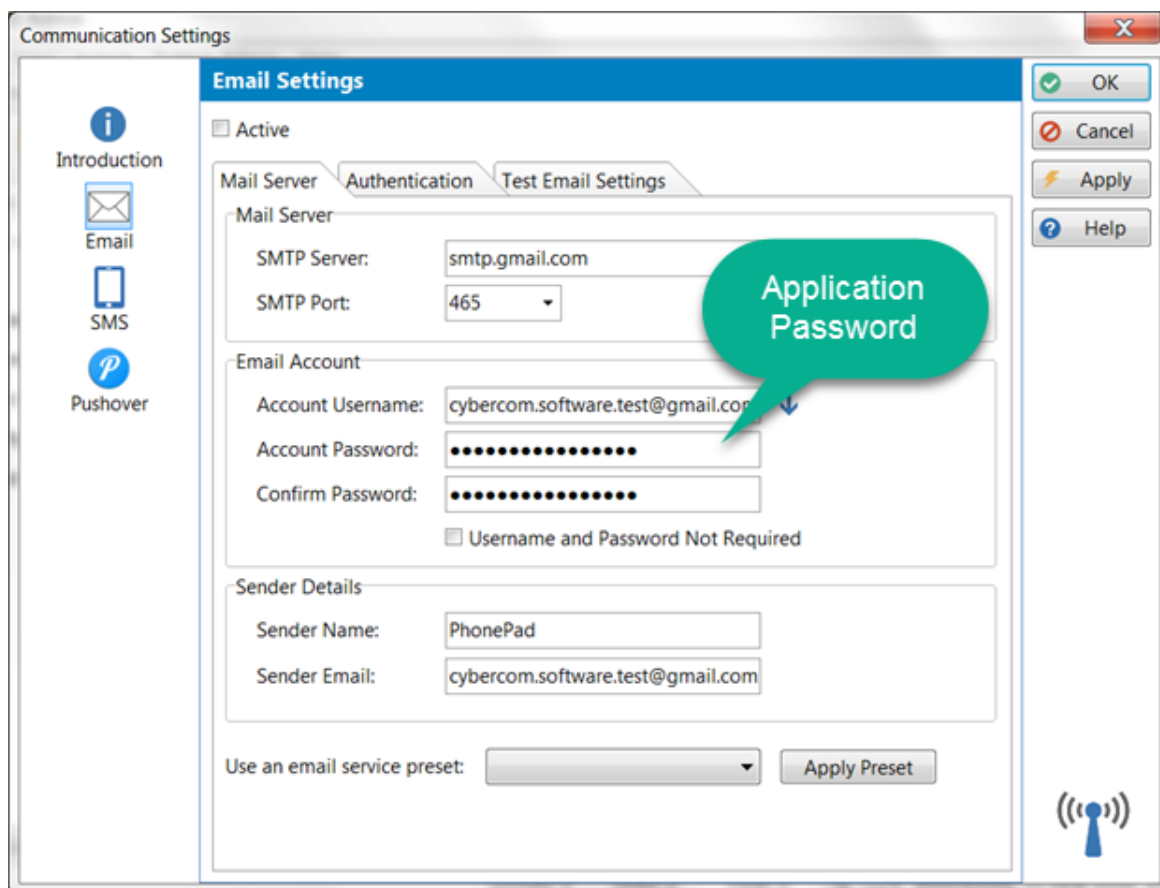 Communication Settings
X
Introduction
Email
SMS
Pushover
Email Settings
Active
Mail Server
Authentication
Test Email Settings
Mail Server
SMTP Server:
smtp.gmail.com
SMTP Port:
465
Application
Password
Email Account
Account Username:
cybercom.software.test@gmail.com
Account Password:
••••••••••••••••
Confirm Password:
••••••••••••••••
Username and Password Not Required
Sender Details
Sender Name:
PhonePad
Sender Email:
cybercom.software.test@gmail.com
Use an email service preset:
Apply Preset
OK
Cancel
Apply
Help